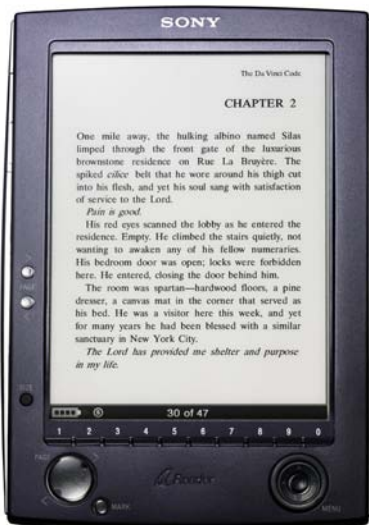 SONY
The Da Vinci Code
CHAPTER 2
One mile away, the hulking albino named Silas
limped through the front gate of the luxurious
brownstone residence on Rue La Bruyère. The
spiked cilice belt that he wore around his thigh cut
into his flesh, and yet his soul sang with satisfaction
of service to the Lord.
Pain is good.
His red eyes scanned the lobby as he entered the
residence. Empty. He climbed the stairs quietly, not
wanting to awaken any of his fellow numeraries.
His bedroom door was open; locks were forbidden
here. He entered, closing the door behind him.
The room was spartan—hardwood floors, a pine
dresser, a canvas mat in the corner that served as
his bed. He was a visitor here this week, and yet
for many years he had been blessed with a similar
sanctuary in New York City.
The Lord has provided me shelter and purpose
in my life.
PAGE
SIZE
30 of 47
1 2 3 4 5 6 7 8 9 0
PAGE
Reader
MARK
MENU